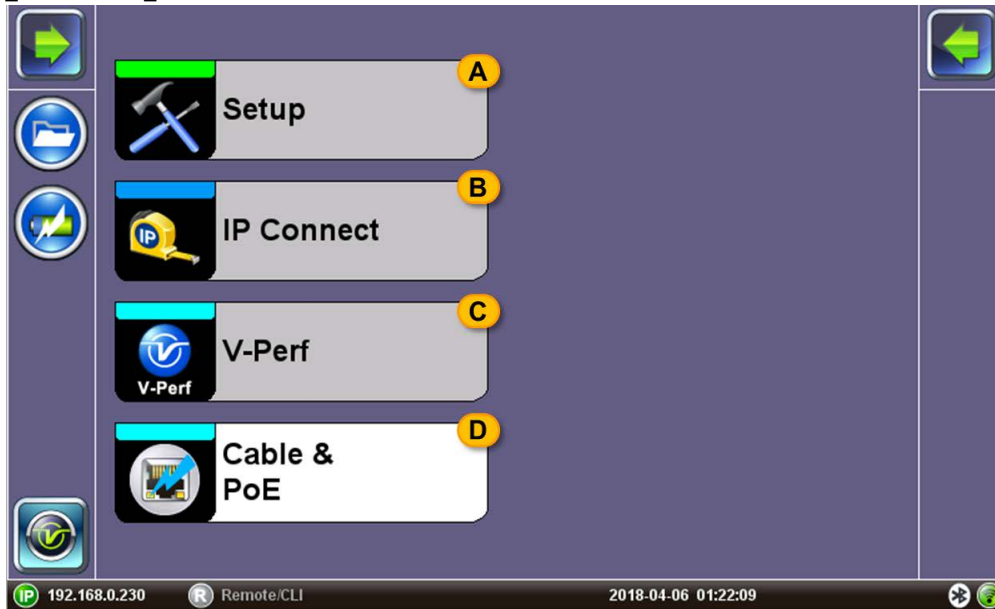 A
Setup
B
IP
IP Connect
C
V-Perf
V-Perf
D
Cable &
PoE
IP 192.168.0.230 R Remote/CLI 2018-04-06 01:22:09